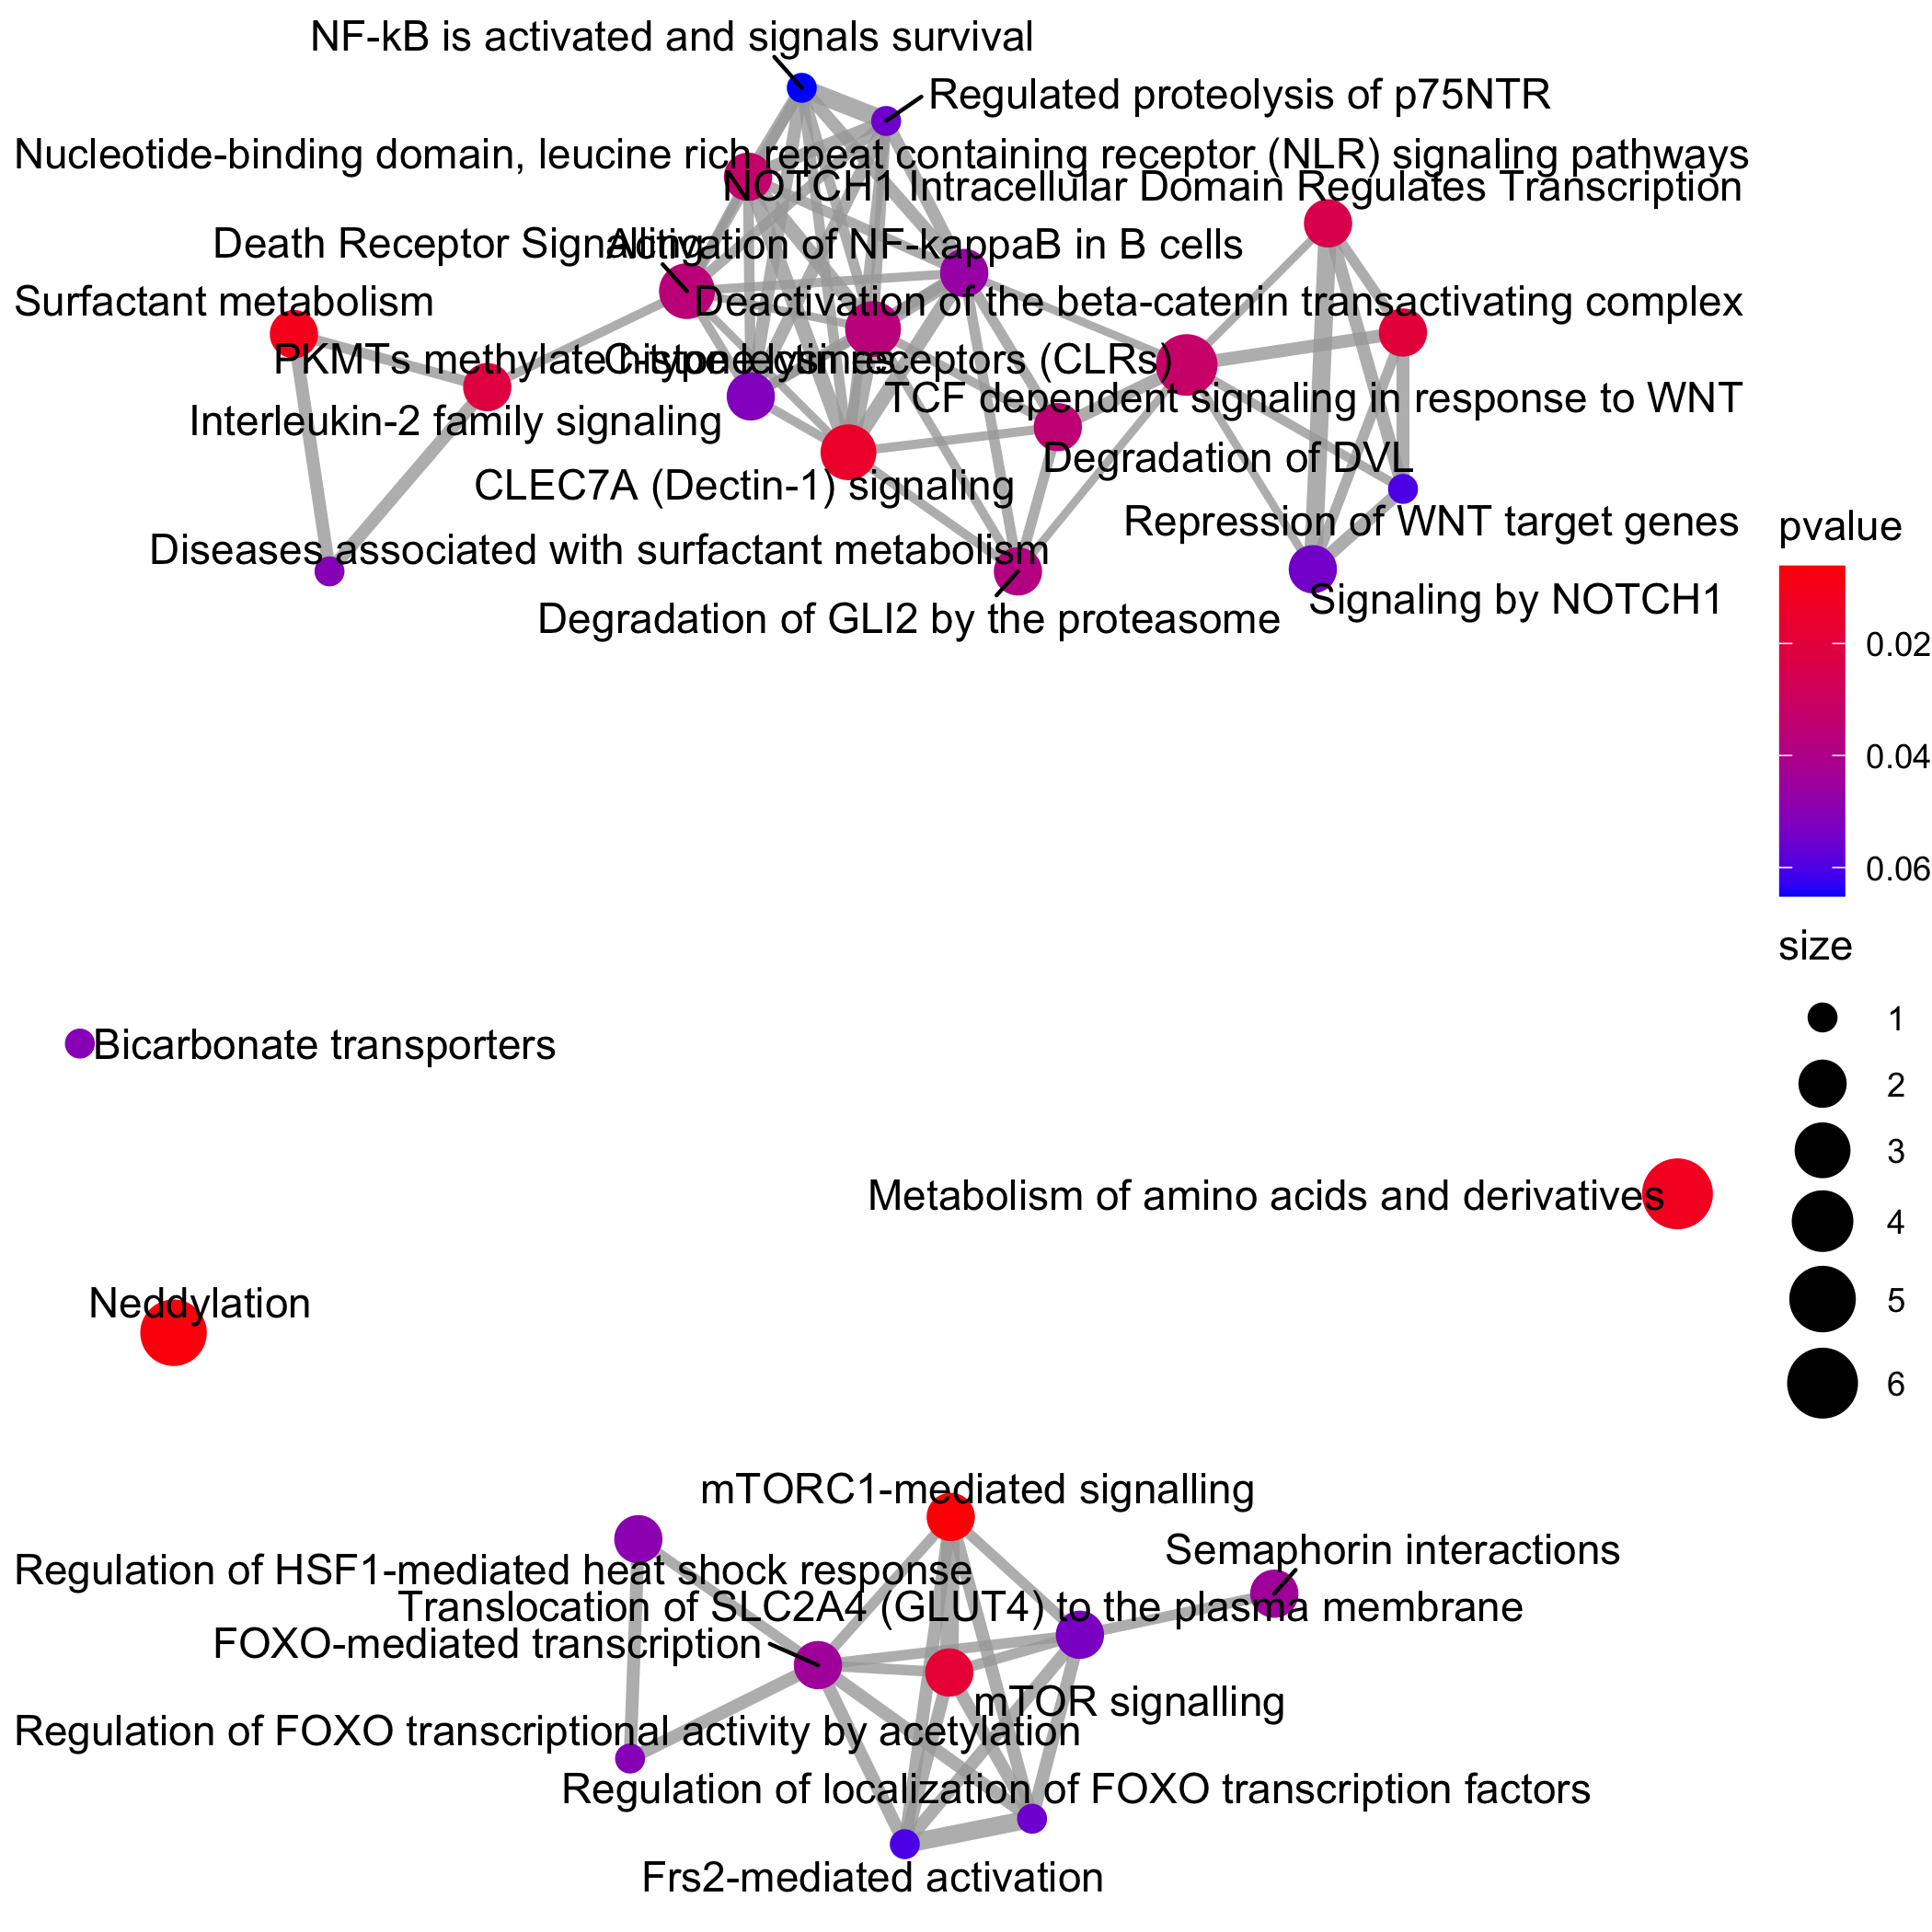 NF-kB is activated and signals survival
Regulated proteolysis of p75NTR
Nucleotide-binding domain, leucine rich repeat containing receptor (NLR) signaling pathways
NOTCH1 Intracellular Domain Regulates Transcription
Death Receptor Signalling
Activation of NF-kappaB in B cells
Surfactant metabolism
Deactivation of the beta-catenin transactivating complex
PKMTs methylate histone lysines
C-type lectin receptors (CLRs)
TCF dependent signaling in response to WNT
Interleukin-2 family signaling
Degradation of DVL
CLEC7A (Dectin-1) signaling
Repression of WNT target genes
Diseases associated with surfactant metabolism
Signaling by NOTCH1
Degradation of GLI2 by the proteasome
pvalue
0.02
0.04
0.06
size
1
2
3
4
5
6
Bicarbonate transporters
Metabolism of amino acids and derivatives
Neddylation
mTORC1-mediated signalling
Semaphorin interactions
Regulation of HSF1-mediated heat shock response
Translocation of SLC2A4 (GLUT4) to the plasma membrane
FOXO-mediated transcription
mTOR signalling
Regulation of FOXO transcriptional activity by acetylation
Regulation of localization of FOXO transcription factors
Frs2-mediated activation